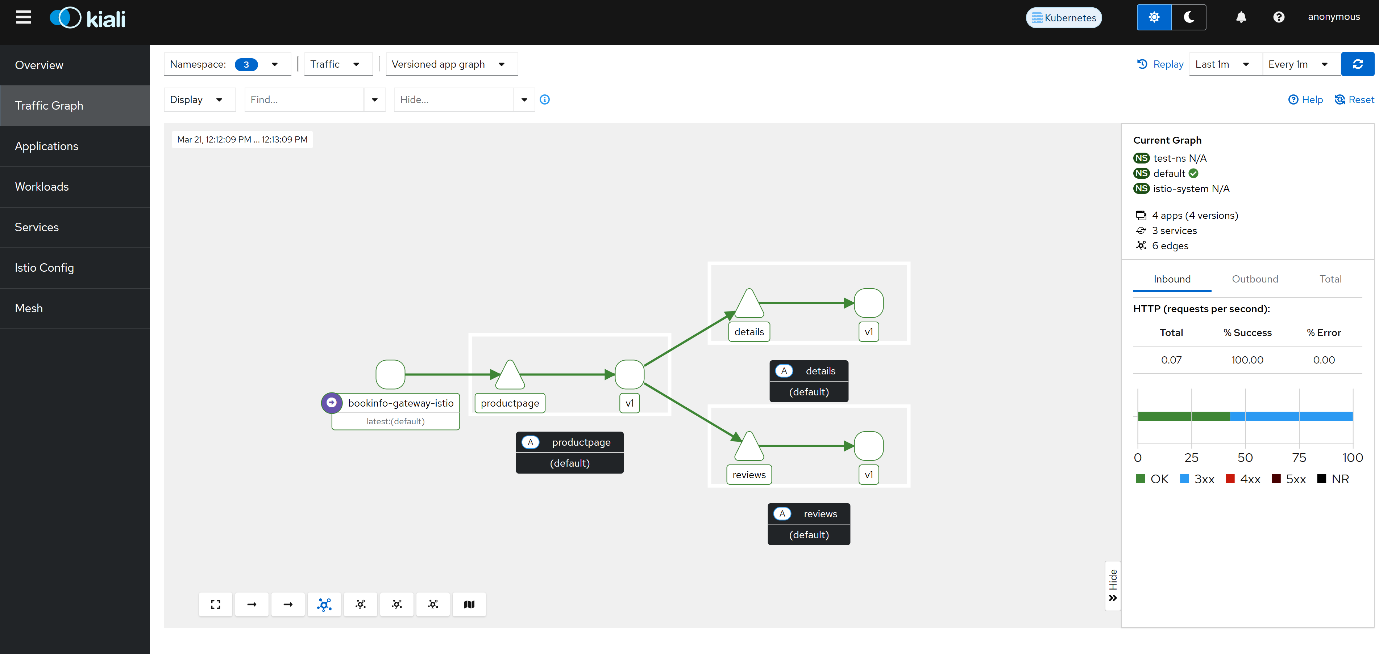 kiali
Kubernetes
anonymous
Overview
Traffic Graph
Applications
Workloads
Services
Istio Config
Mesh
Namespace: 3
Traffic
Versioned app graph
Replay
Last 1m
Every 1m
Display
Find...
Hide...
Help
Reset
Mar 21, 12:12:09 PM ... 12:13:09 PM
details
v1
A details
(default)
bookinfo-gateway-istio
latest:(default)
productpage
v1
A productpage
(default)
reviews
v1
A reviews
(default)
Hide
Current Graph
NS test-ns N/A
NS default
NS istio-system N/A
4 apps (4 versions)
3 services
6 edges
Inbound Outbound Total
HTTP (requests per second):
Total % Success % Error
0.07 100.00 0.00
0 25 50 75 100
OK 3xx 4xx 5xx NR